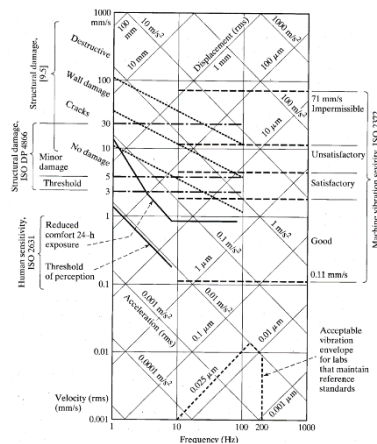 1000
mm/s
100
30
10
5
3
1
0.1
0.01
Velocity (rms)
(mm/s)
0.001
1
10
100
200
1000
Frequency (Hz)
Structural damage,
[9.5]
Structural damage,
ISO DP 4866
Minor
damage
Threshold
Human sensitivity,
ISO 2631
Destructive
Wall damage
Cracks
No damage
Reduced
comfort 24-h
exposure
Threshold
of perception
100
mm
10 mm
10 m/s²
Displacement (rms)
1 mm
1000 m/s²
100 μm
100 m/s²
10 μm
1 m/s²
0.1 m/s²
1 μm
0.01 m/s²
0.001 m/s²
Acceleration (rms)
0.1 μm
0.0001 m/s²
0.01 μm
0.025 μm
0.001 μm
71 mm/s
Impermissible
Unsatisfactory
Satisfactory
Good
0.11 mm/s
Machine vibration severity, ISO 2372
Acceptable
vibration
envelope
for labs
that maintain
reference
standards